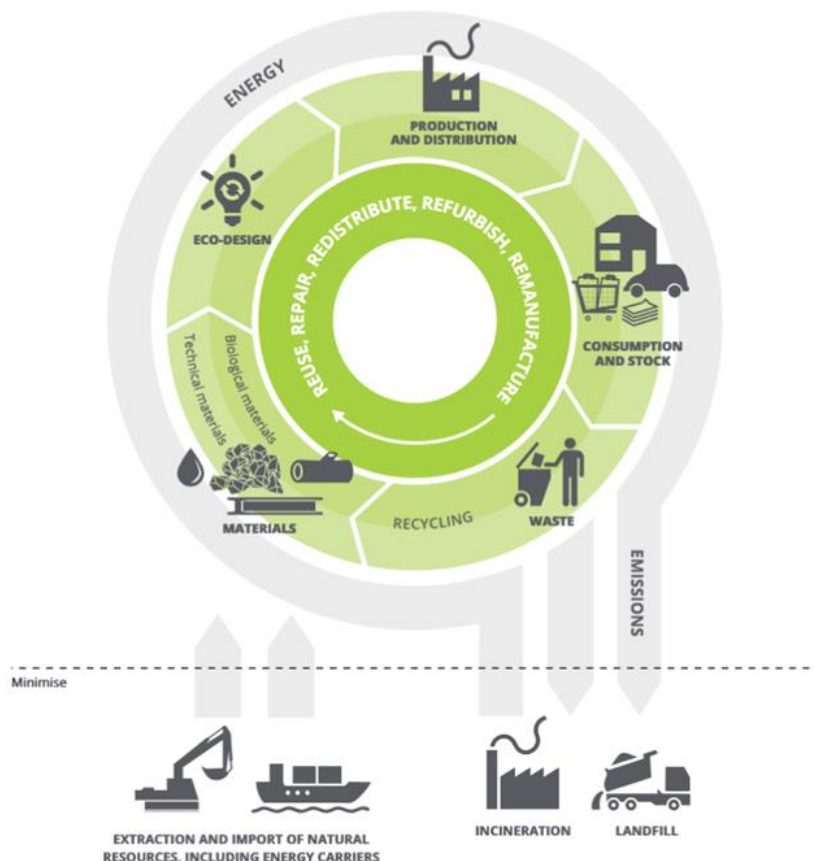 ENERGY
PRODUCTION
AND DISTRIBUTION
ECO-DESIGN
REUSE, REPAIR, REDISTRIBUTE, REFURBISH, REMANUFACTURE
CONSUMPTION
AND STOCK
Technical materials
Biological materials
MATERIALS
RECYCLING
WASTE
EMISSIONS
Minimise
EXTRACTION AND IMPORT OF NATURAL
RESOURCES, INCLUDING ENERGY CARRIERS
INCINERATION
LANDFILL